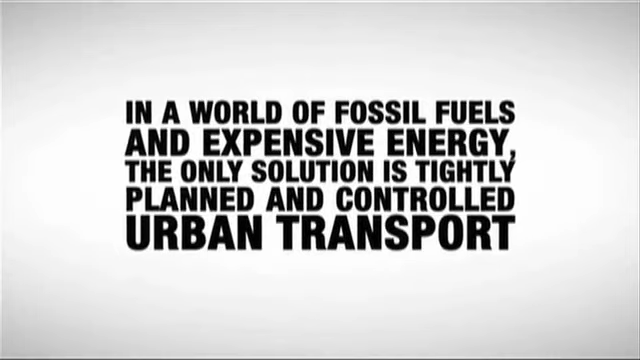 IN A WORLD OF FOSSIL FUELS
AND EXPENSIVE ENERGY,
THE ONLY SOLUTION IS TIGHTLY
PLANNED AND CONTROLLED
URBAN TRANSPORT